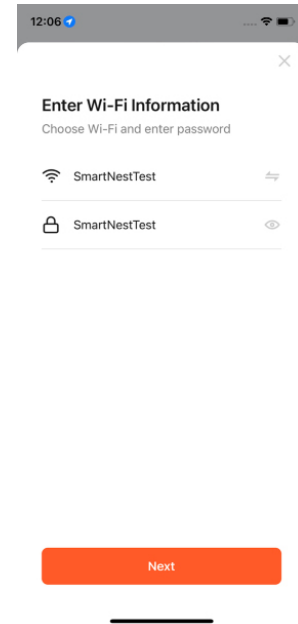 12:06
Enter Wi-Fi Information
Choose Wi-Fi and enter password
SmartNestTest
SmartNestTest
Next